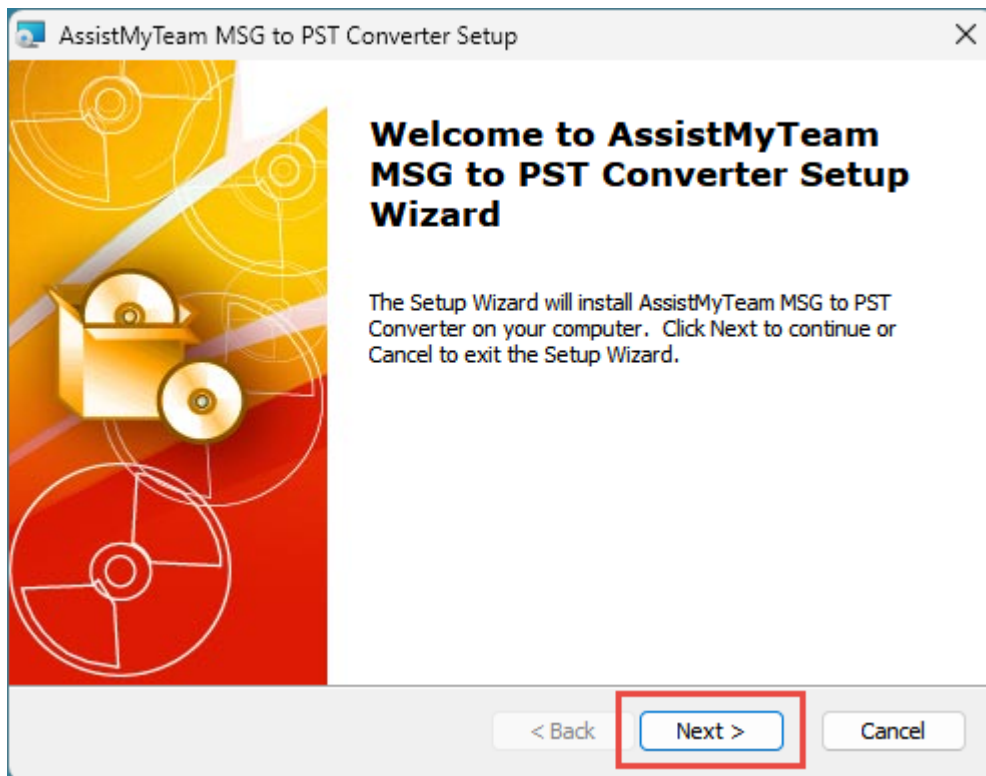 AssistMyTeam MSG to PST Converter Setup
Welcome to AssistMyTeam
MSG to PST Converter Setup
Wizard
The Setup Wizard will install AssistMyTeam MSG to PST
Converter on your computer. Click Next to continue or
Cancel to exit the Setup Wizard.
< Back Next > Cancel